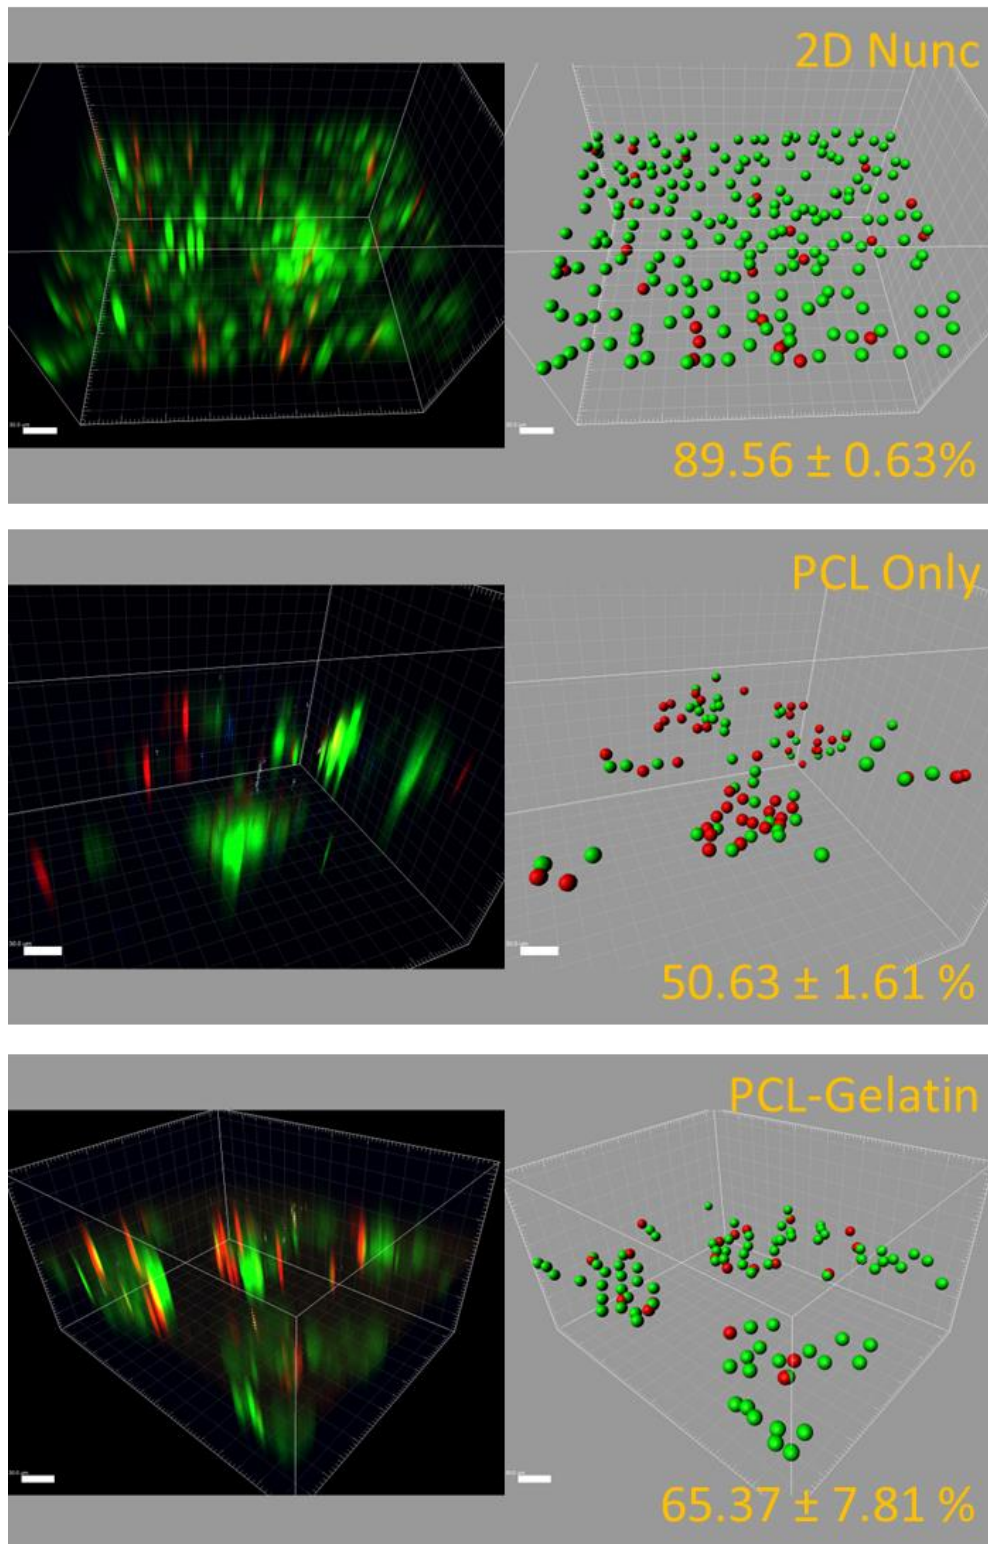 2D Nunc
89.56 ± 0.63%
PCL Only
50.63 ± 1.61 %
PCL-Gelatin
65.37 ± 7.81 %